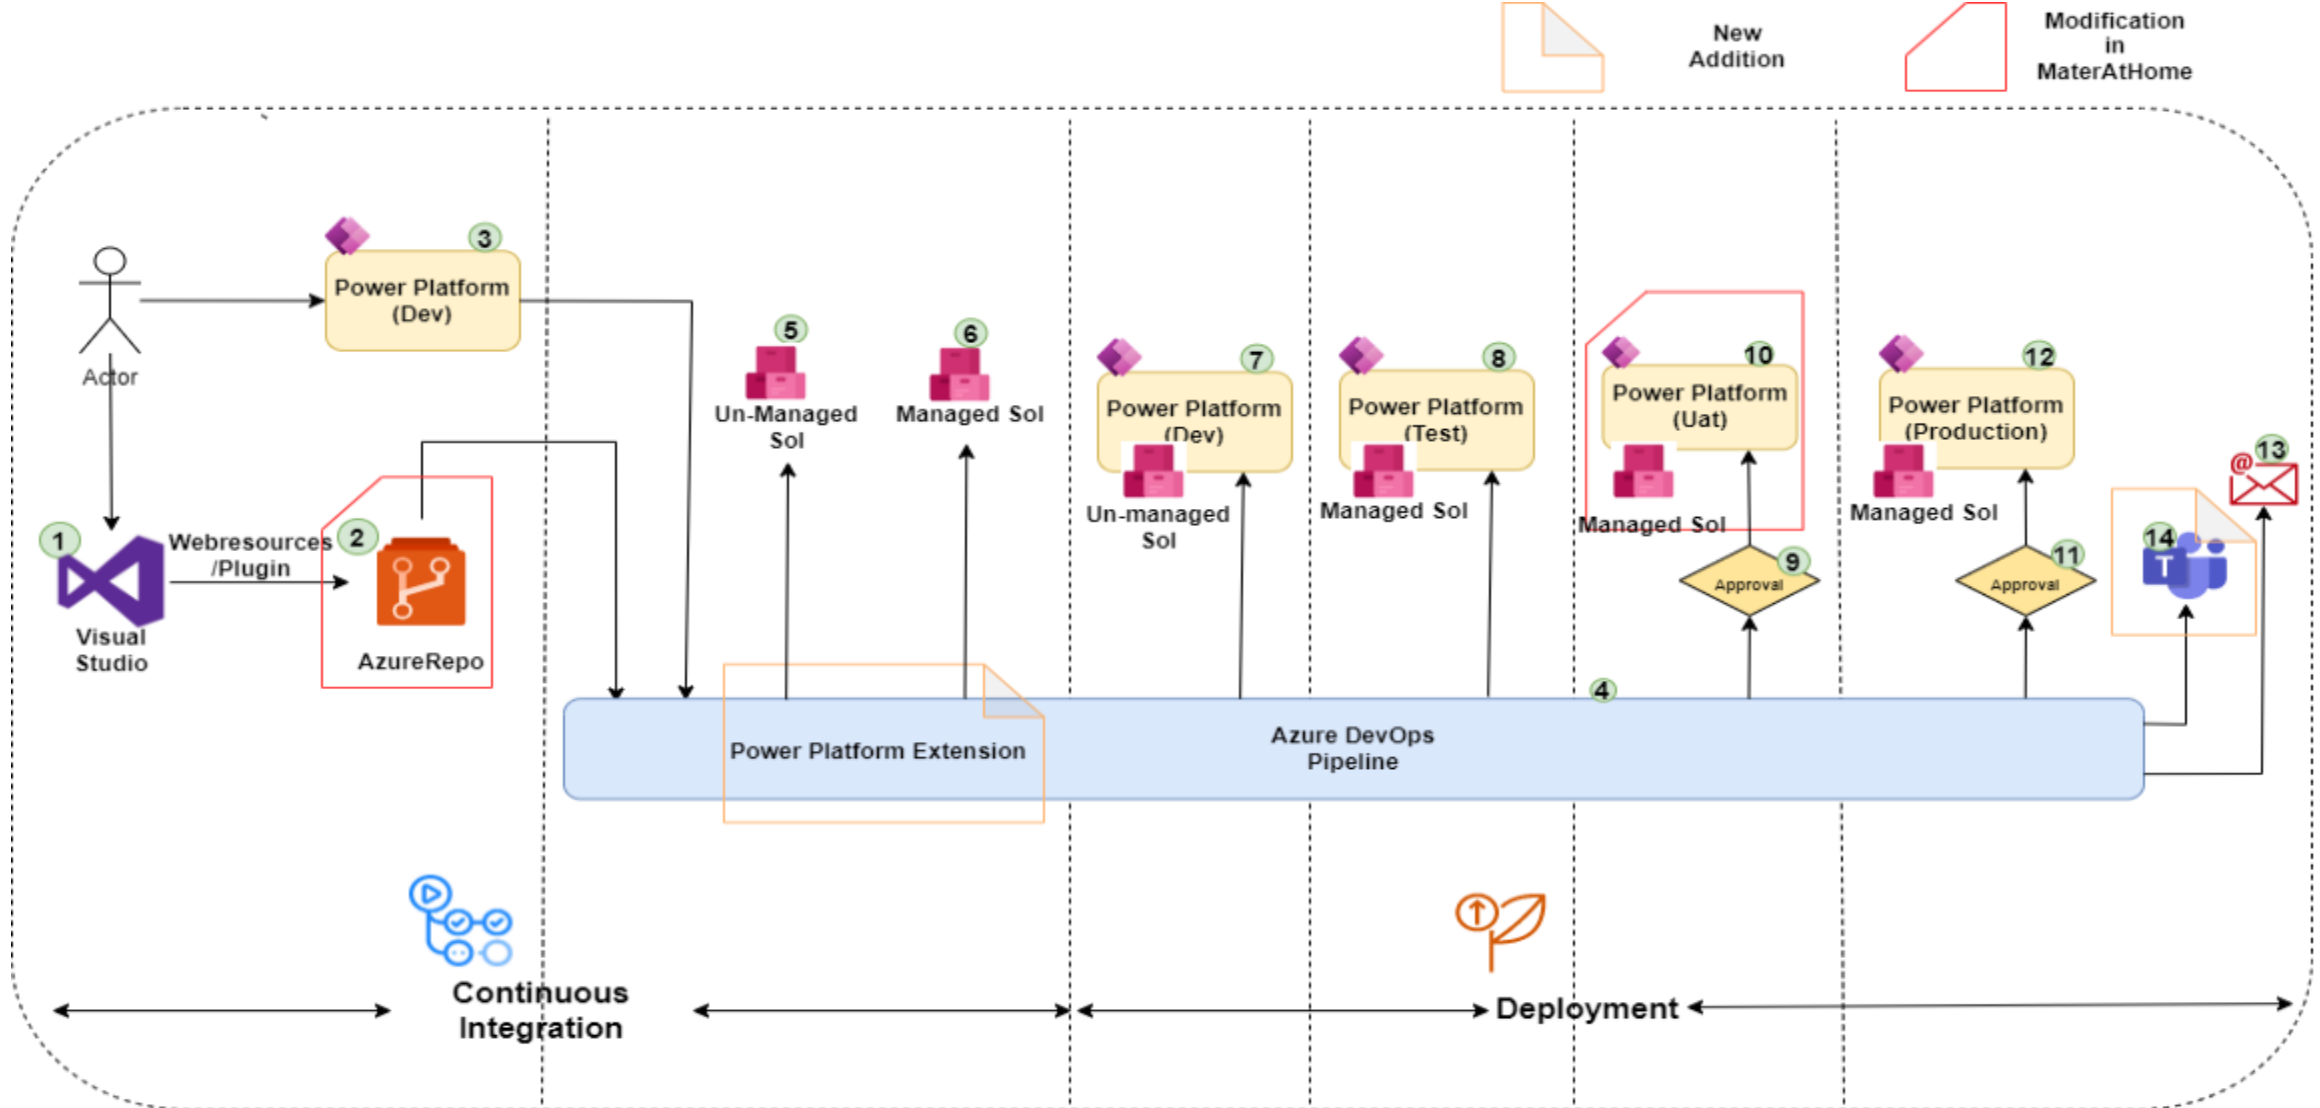 New
Addition
Modification
in
MaterAtHome
3
Power Platform
(Dev)
Actor
1
Visual
Studio
Webresources
/Plugin
2
AzureRepo
5
Un-Managed
Sol
6
Managed Sol
7
Power Platform
(Dev)
Un-managed
Sol
8
Power Platform
(Test)
Managed Sol
10
Power Platform
(Uat)
Managed Sol
9
Approval
12
Power Platform
(Production)
Managed Sol
11
Approval
13
@
14
T
4
Power Platform Extension
Azure DevOps
Pipeline
Continuous
Integration
Deployment